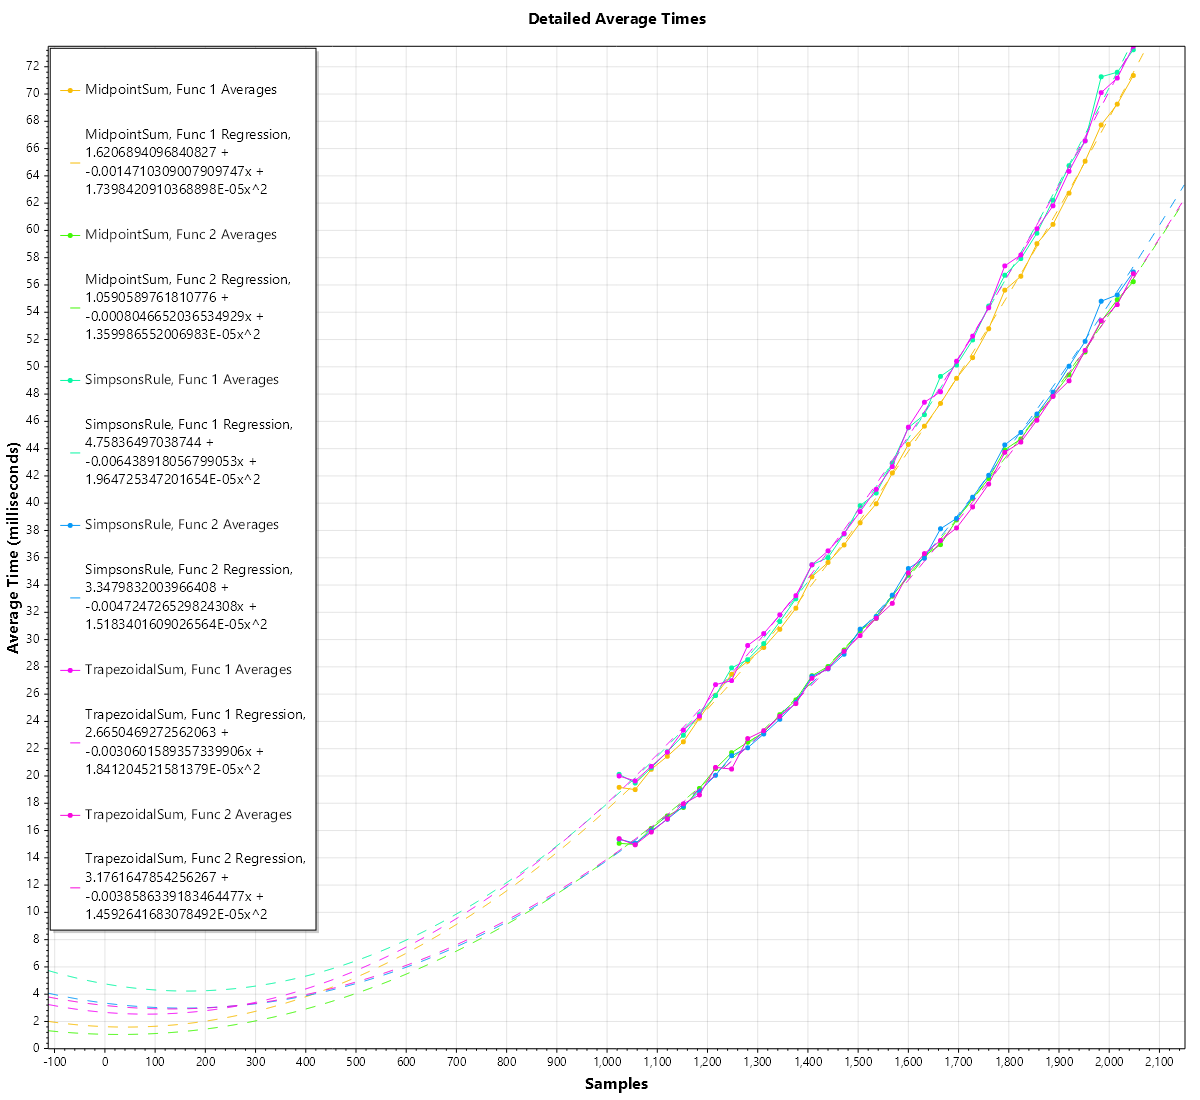 Detailed Average Times
MidpointSum, Func 1 Averages
MidpointSum, Func 1 Regression,
1.6206894096840827 +
-0.0014710309007909747x +
1.7398420910368898E-05x^2
MidpointSum, Func 2 Averages
MidpointSum, Func 2 Regression,
1.0590589761810776 +
-0.0008046652036534929x +
1.359986552006983E-05x^2
SimpsonsRule, Func 1 Averages
SimpsonsRule, Func 1 Regression,
4.75836497038744 +
-0.006438918056799053x +
1.964725347201654E-05x^2
SimpsonsRule, Func 2 Averages
SimpsonsRule, Func 2 Regression,
3.3479832003966408 +
-0.004724726529824308x +
1.5183401609026564E-05x^2
TrapezoidalSum, Func 1 Averages
TrapezoidalSum, Func 1 Regression,
2.6650469272562063 +
-0.0030601589357339906x +
1.841204521581379E-05x^2
TrapezoidalSum, Func 2 Averages
TrapezoidalSum, Func 2 Regression,
3.1761647854256267 +
-0.0038586339183464477x +
1.4592641683078492E-05x^2
Average Time (milliseconds)
72
70
68
66
64
62
60
58
56
54
52
50
48
46
44
42
40
38
36
34
32
30
28
26
24
22
20
18
16
14
12
10
8
6
4
2
0
-100 0 100 200 300 400 500 600 700 800 900 1,000 1,100 1,200 1,300 1,400 1,500 1,600 1,700 1,800 1,900 2,000 2,100
Samples